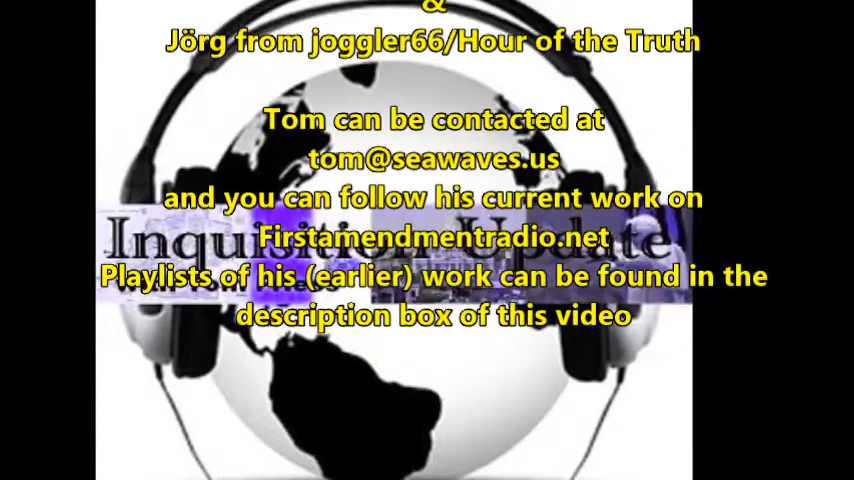 &
Jörg from joggler66/Hour of the Truth
Tom can be contacted at
tom@seawaves.us
and you can follow his current work on
Inquisition Update
Firstamendmentradio.net
Playlists of his (earlier) work can be found in the
description box of this video